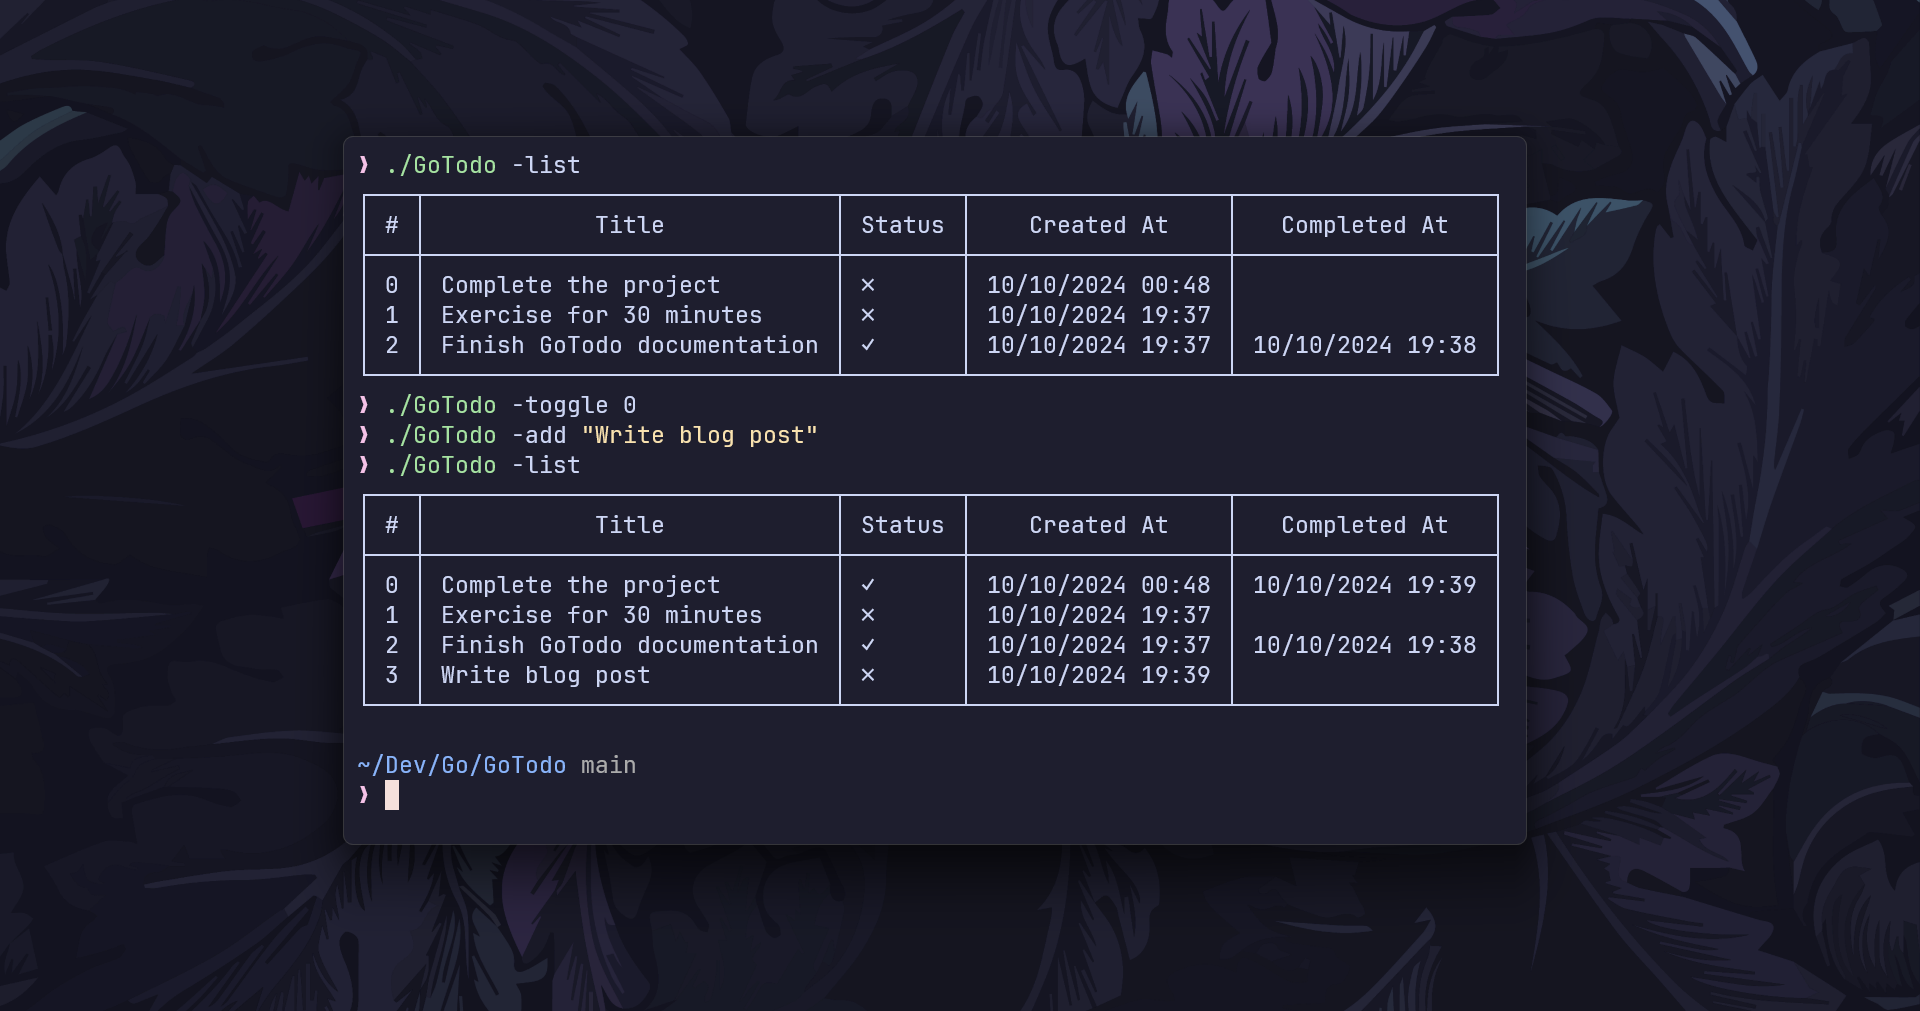 ❱ ./GoTodo -list
# Title Status Created At Completed At
0 Complete the project ✕ 10/10/2024 00:48
1 Exercise for 30 minutes ✕ 10/10/2024 19:37
2 Finish GoTodo documentation ✓ 10/10/2024 19:37 10/10/2024 19:38
❱ ./GoTodo -toggle 0
❱ ./GoTodo -add "Write blog post"
❱ ./GoTodo -list
# Title Status Created At Completed At
0 Complete the project ✓ 10/10/2024 00:48 10/10/2024 19:39
1 Exercise for 30 minutes ✕ 10/10/2024 19:37
2 Finish GoTodo documentation ✓ 10/10/2024 19:37 10/10/2024 19:38
3 Write blog post ✕ 10/10/2024 19:39
~/Dev/Go/GoTodo main
❱